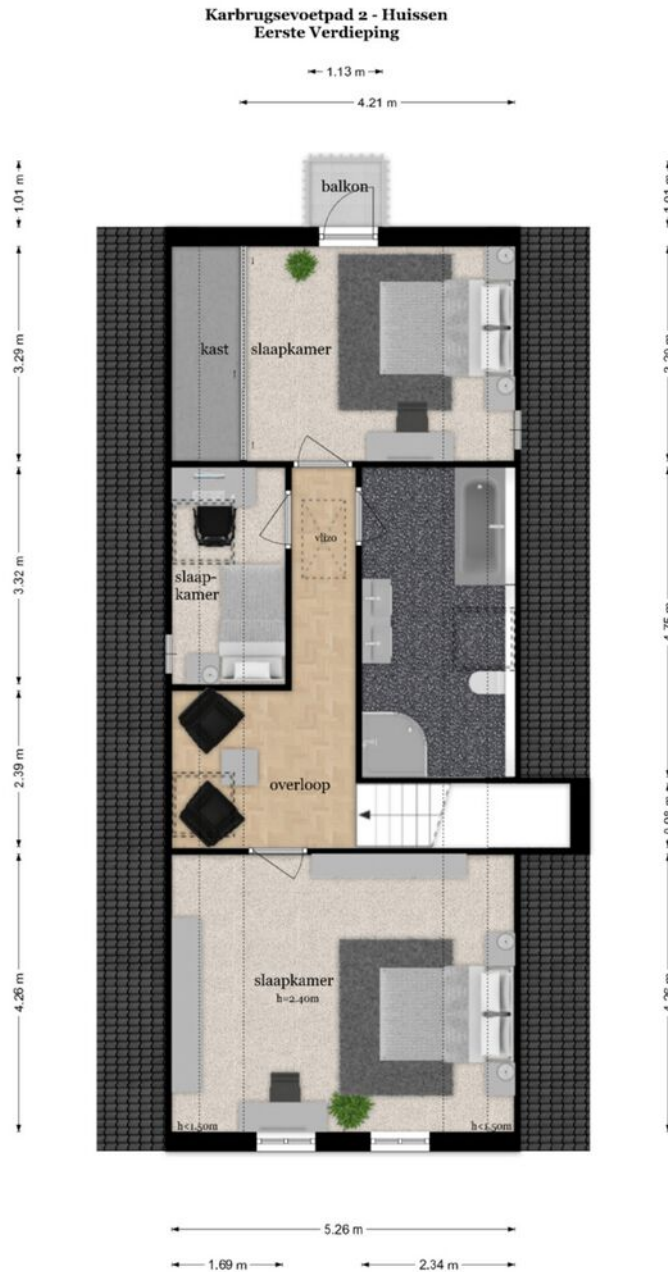 Karbrugsevoetpad 2 - Huissen
Eerste Verdieping
1.13 m
4.21 m
1.01 m
balkon
3.29 m
kast
slaapkamer
3.32 m
vlizo
slaap-
kamer
2.39 m
overloop
4.26 m
slaapkamer
h=2.40m
h<1.50m
h<1.50m
5.26 m
1.69 m
2.34 m